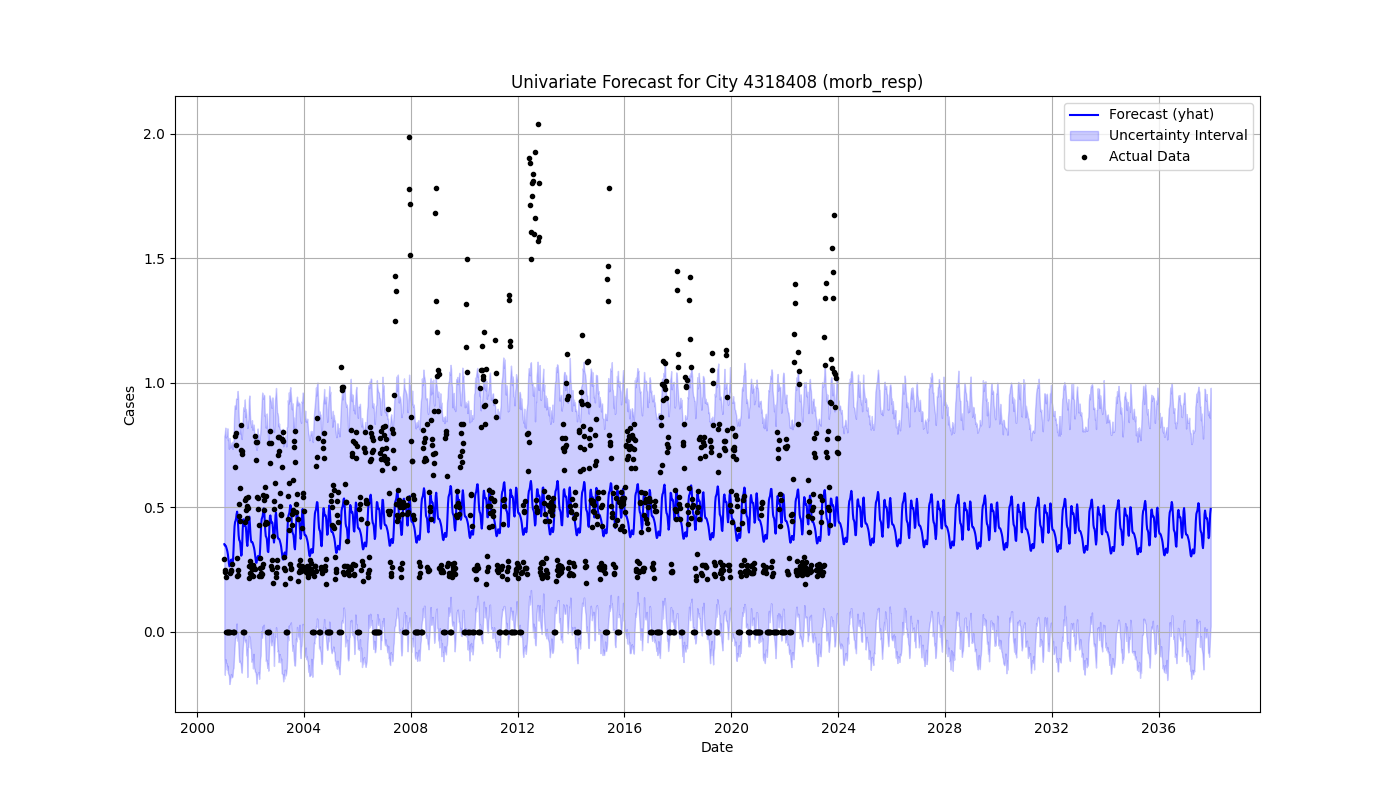 Univariate Forecast for City 4318408 (morb_resp)
Forecast (yhat)
Uncertainty Interval
Actual Data
Cases
2.0
1.5
1.0
0.5
0.0
2000 2004 2008 2012 2016 2020 2024 2028 2032 2036
Date